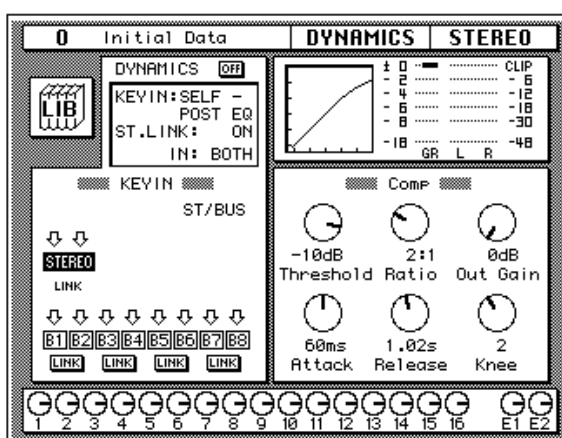 0 Initial Data DYNAMICS STEREO
LIB
DYNAMICS OFF
KEYIN:SELF -
POST EQ
ST.LINK: ON
IN: BOTH
± 0 CLIP
- 2 - 6
- 4 -12
- 6 -18
- 8 -30
-18 -48
GR L R
KEYIN
ST/BUS
STEREO
LINK
B1 B2 B3 B4 B5 B6 B7 B8
LINK LINK LINK LINK
Comp
-10dB 2:1 0dB
Threshold Ratio Out Gain
60ms 1.02s 2
Attack Release Knee
1 2 3 4 5 6 7 8 9 10 11 12 13 14 15 16 E1 E2